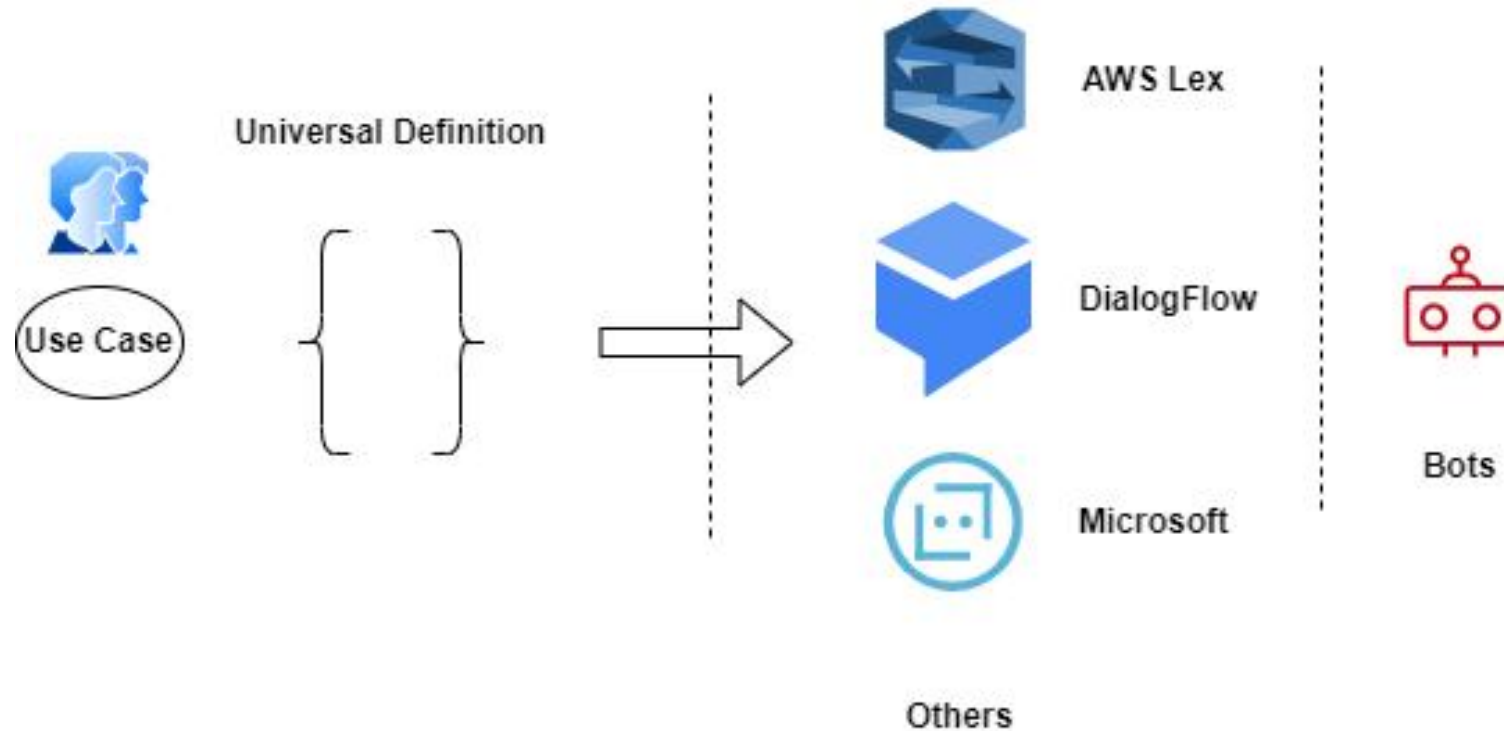 Universal Definition
Use Case
AWS Lex
DialogFlow
Microsoft
Others
Bots